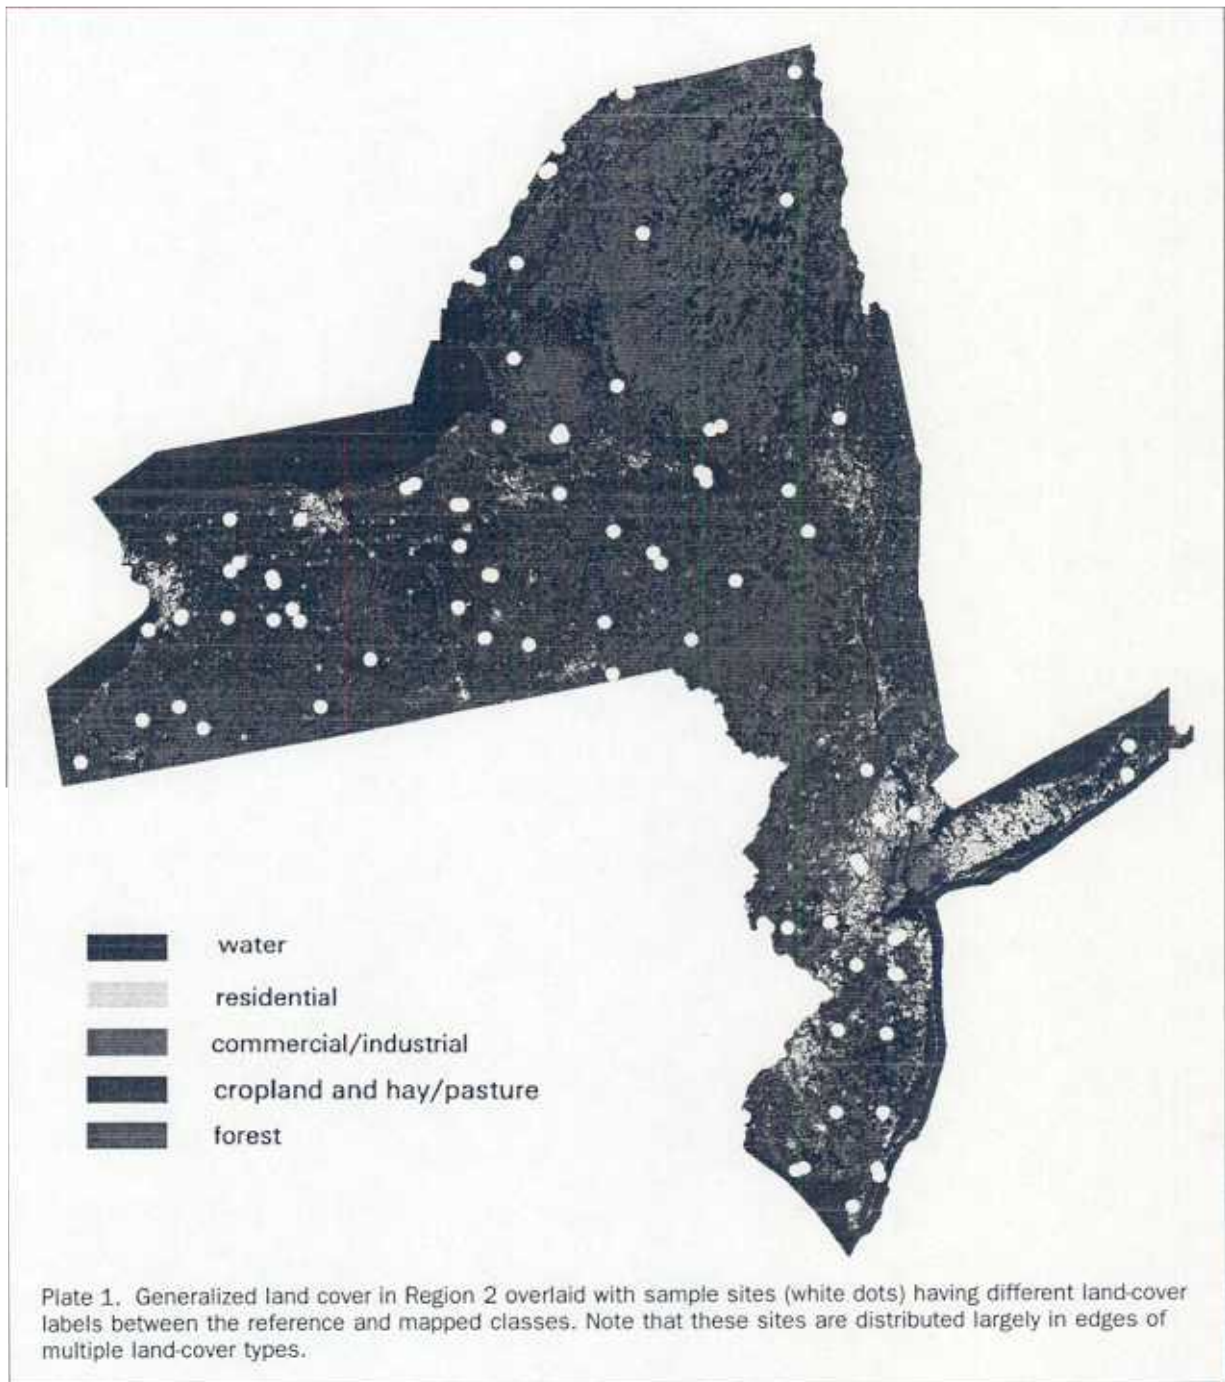 water
residential
commercial/industrial
cropland and hay/pasture
forest
Plate 1. Generalized land cover in Region 2 overlaid with sample sites (white dots) having different land-cover
labels between the reference and mapped classes. Note that these sites are distributed largely in edges of
multiple land-cover types.